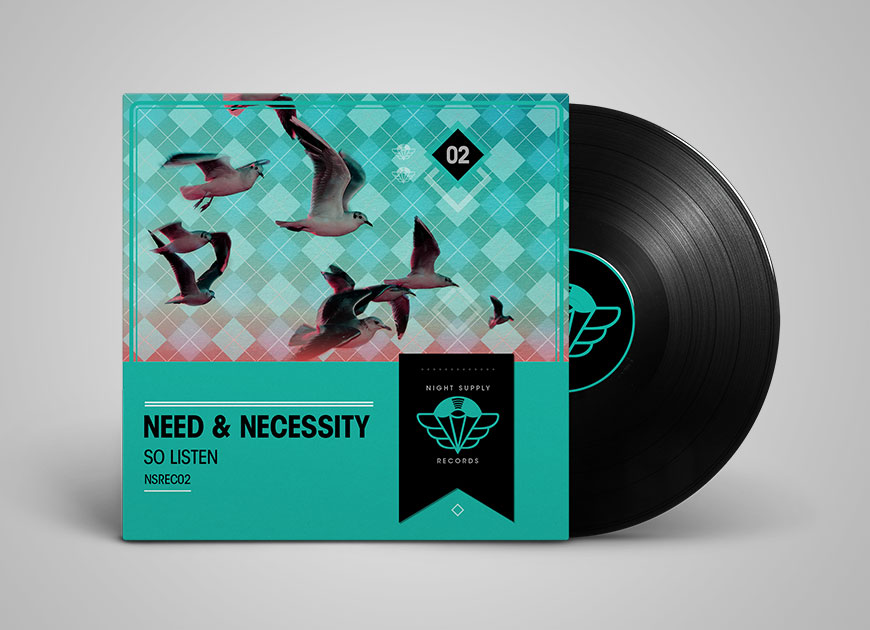 02
NEED & NECESSITY
SO LISTEN
NSREC02
NIGHT SUPPLY
RECORDS